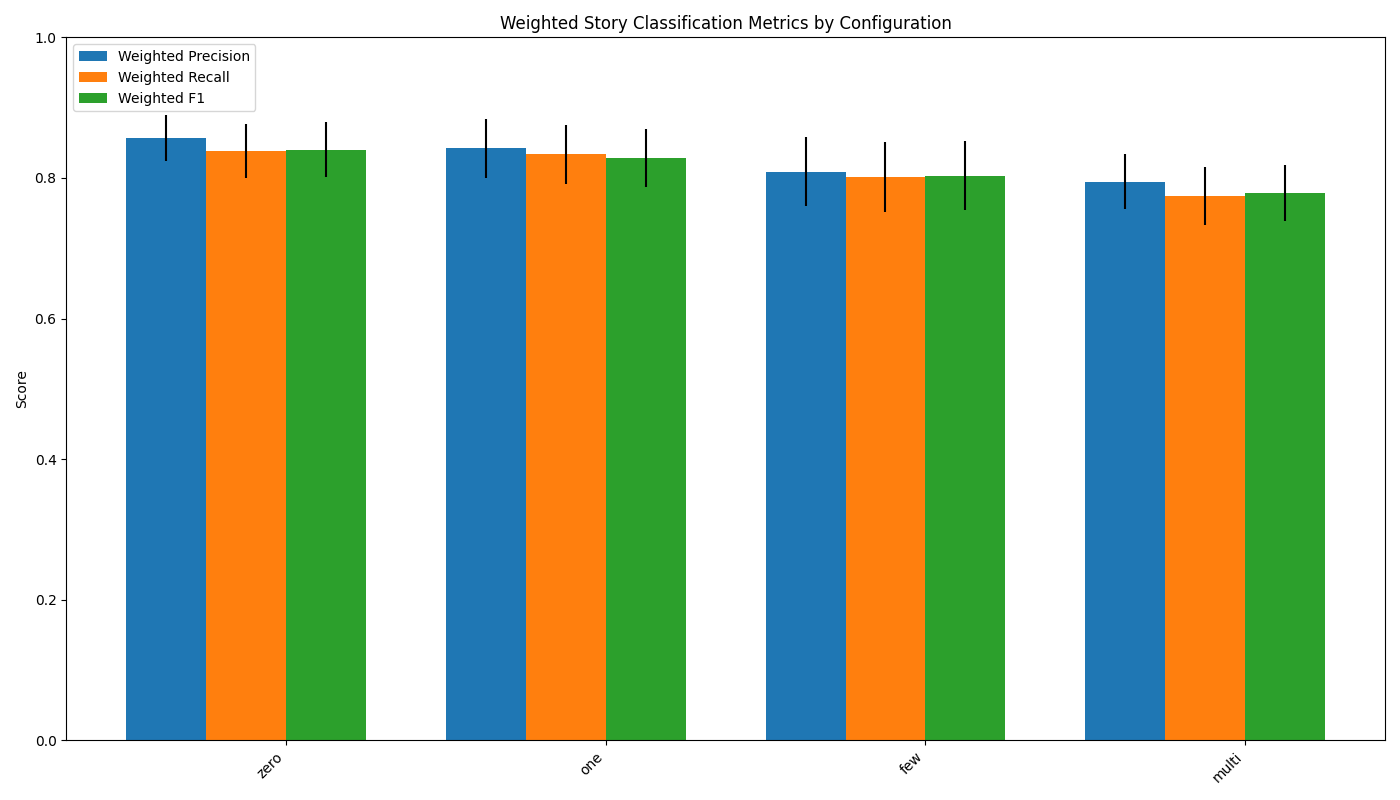 Weighted Story Classification Metrics by Configuration
1.0
Weighted Precision
Weighted Recall
Weighted F1
0.8
0.6
Score
0.4
0.2
0.0
zero
one
few
multi